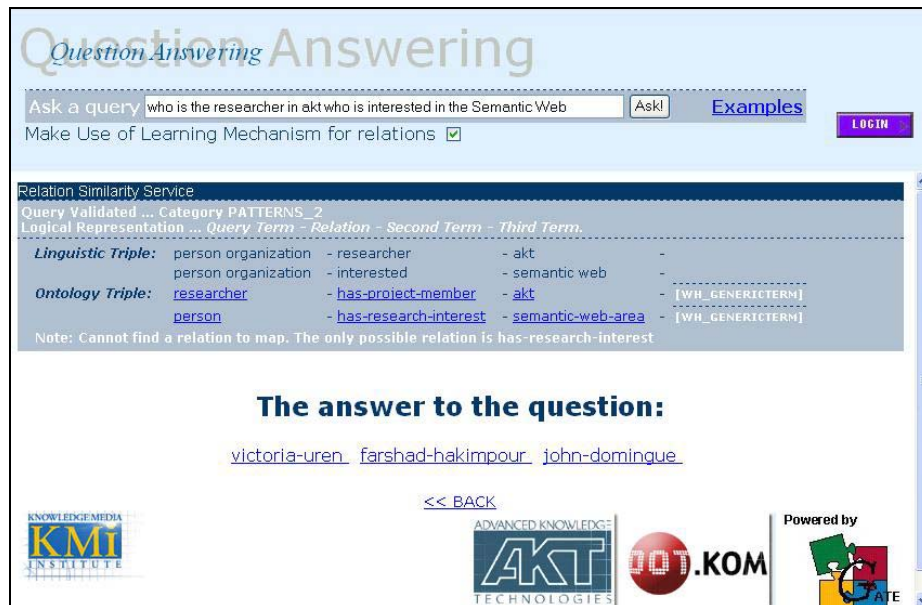 Question Answering
Question Answering
Ask a query who is the researcher in akt who is interested in the Semantic Web Ask! Examples
LOGIN
Make Use of Learning Mechanism for relations
Relation Similarity Service
Query Validated ... Category PATTERNS_2
Logical Representation ... Query Term - Relation - Second Term - Third Term.
Linguistic Triple: person organization - researcher - akt -
person organization - interested - semantic web -
Ontology Triple: researcher - has-project-member - akt - [WH_GENERICTERM]
person - has-research-interest - semantic-web-area - [WH_GENERICTERM]
Note: Cannot find a relation to map. The only possible relation is has-research-interest
The answer to the question:
victoria-uren farshad-hakimpour john-domingue
<< BACK
KNOWLEDGE MEDIA
KMi
INSTITUTE
ADVANCED KNOWLEDGE
AKT
TECHNOLOGIES
DOT.KOM
Powered by
GATE